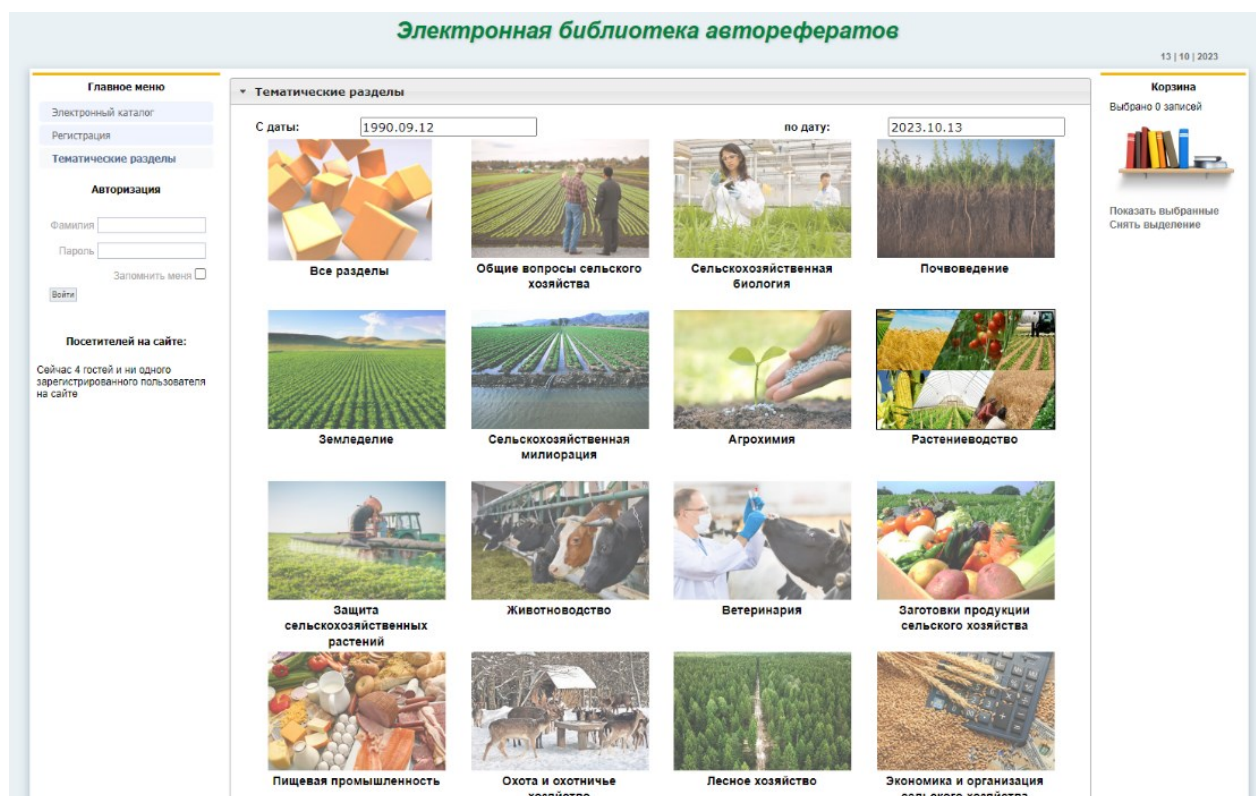 Электронная библиотека авторефератов
13 | 10 | 2023
Главное меню
Электронный каталог
Регистрация
Тематические разделы
Авторизация
Фамилия
Пароль
Запомнить меня
Войти
Посетителей на сайте:
Сейчас 4 гостей и ни одного
зарегистрированного пользователя
на сайте
Тематические разделы
С даты: 1990.09.12 по дату: 2023.10.13
Все разделы
Общие вопросы сельского
хозяйства
Сельскохозяйственная
биология
Почвоведение
Земледелие
Сельскохозяйственная
милиорация
Агрохимия
Растениеводство
Защита
сельскохозяйственных
растений
Животноводство
Ветеринария
Заготовки продукции
сельского хозяйства
Пищевая промышленность
Охота и охотничье
хозяйство
Лесное хозяйство
Экономика и организация
сельского хозяйства
Корзина
Выбрано 0 записей
Показать выбранные
Снять выделение